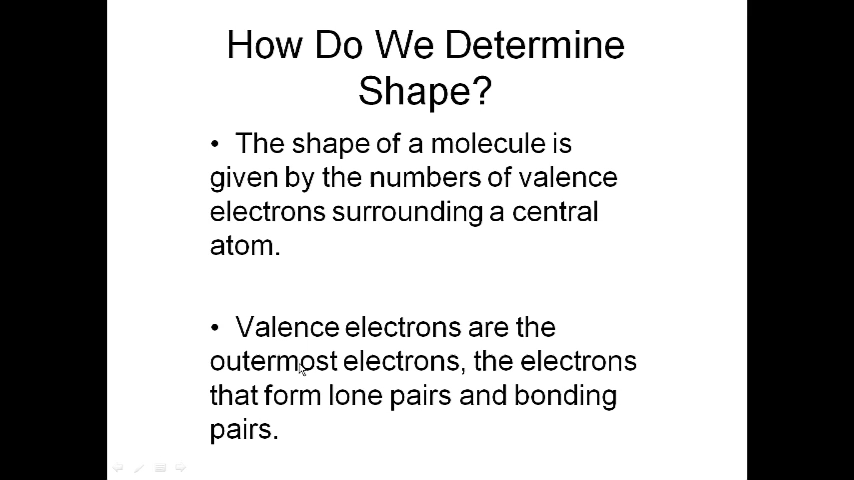 How Do We Determine
Shape?
• The shape of a molecule is
given by the numbers of valence
electrons surrounding a central
atom.
• Valence electrons are the
outermost electrons, the electrons
that form lone pairs and bonding
pairs.